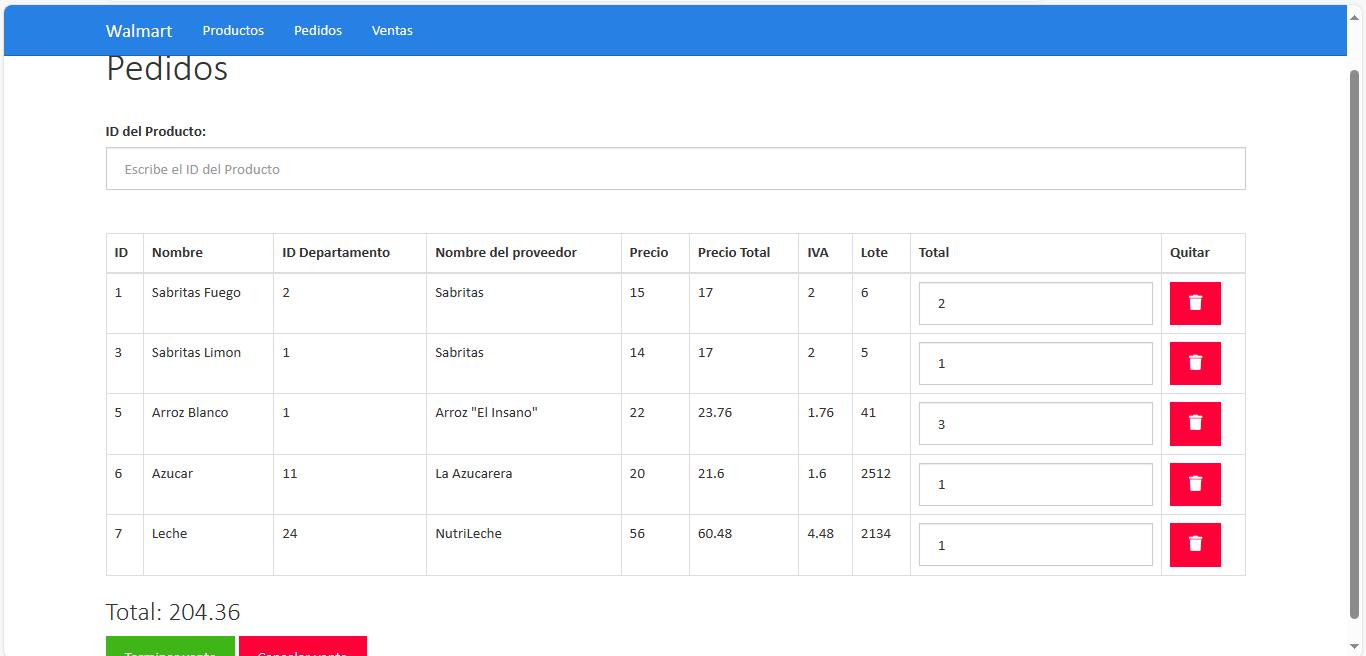 Walmart Productos Pedidos Ventas
Pedidos
ID del Producto:
Escribe el ID del Producto
ID Nombre ID Departamento Nombre del proveedor Precio Precio Total IVA Lote Total Quitar
1 Sabritas Fuego 2 Sabritas 15 17 2 6 2
3 Sabritas Limon 1 Sabritas 14 17 2 5 1
5 Arroz Blanco 1 Arroz "El Insano" 22 23.76 1.76 41 3
6 Azucar 11 La Azucarera 20 21.6 1.6 2512 1
7 Leche 24 NutriLeche 56 60.48 4.48 2134 1
Total: 204.36
Terminar venta Cancelar venta